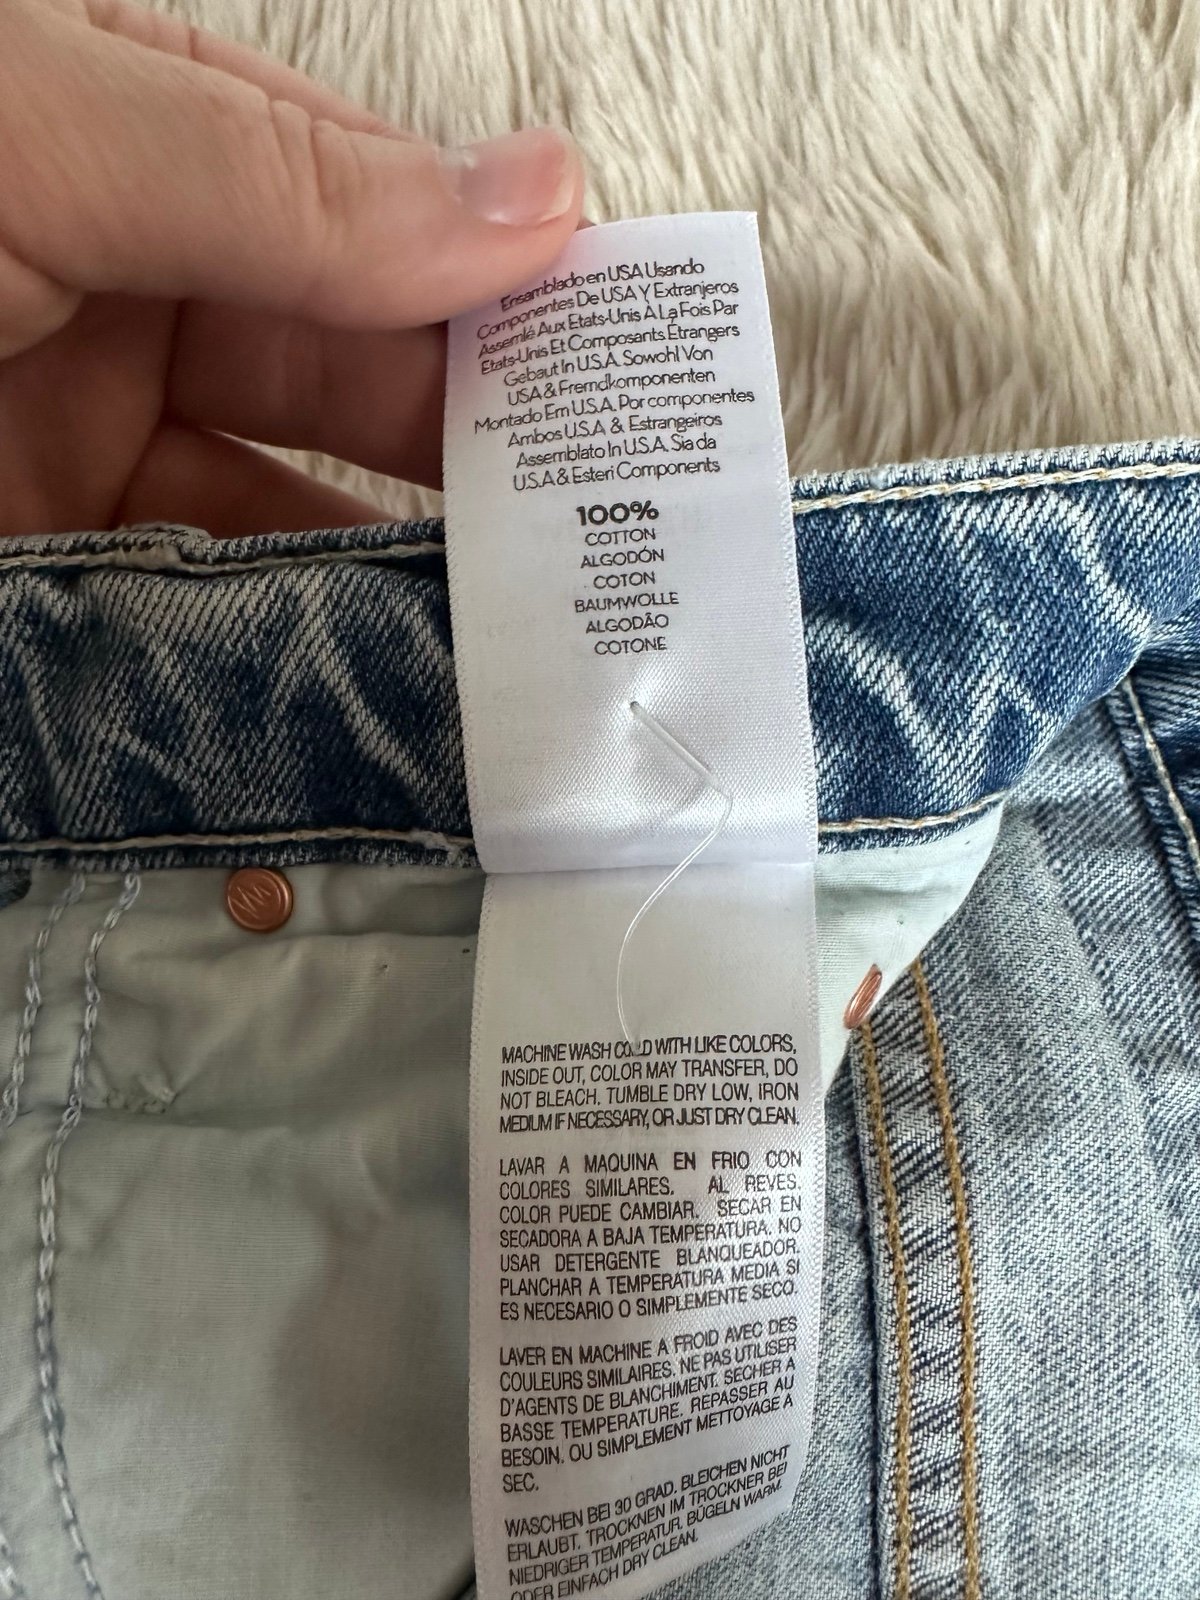 Ensamblado en USA Usando
Componentes De USA Y Extranjeros
Assemlé Aux Etats-Unis À La Fois Par
Etats-Unis Et Composants Étrangers
Gebaut In U.S.A. Sowohl Von
USA & Fremdkomponenten
Montado Em U.S.A. Por componentes
Ambos U.S.A & Estrangeiros
Assemblato In U.S.A. Sia da
U.S.A & Esteri Components
100%
COTTON
ALGODÓN
COTON
BAUMWOLLE
ALGODÃO
COTONE
MACHINE WASH COLD WITH LIKE COLORS,
INSIDE OUT, COLOR MAY TRANSFER, DO
NOT BLEACH. TUMBLE DRY LOW, IRON
MEDIUM IF NECESSARY, OR JUST DRY CLEAN.
LAVAR A MAQUINA EN FRIO CON
COLORES SIMILARES. AL REVES.
COLOR PUEDE CAMBIAR. SECAR EN
SECADORA A BAJA TEMPERATURA. NO
USAR DETERGENTE BLANQUEADOR.
PLANCHAR A TEMPERATURA MEDIA SI
ES NECESARIO O SIMPLEMENTE SECO.
LAVER EN MACHINE A FROID AVEC DES
COULEURS SIMILAIRES. NE PAS UTILISER
D'AGENTS DE BLANCHIMENT. SECHER A
BASSE TEMPERATURE. REPASSER AU
BESOIN. OU SIMPLEMENT METTOYAGE A
SEC.
WASCHEN BEI 30 GRAD. BLEICHEN NICHT
ERLAUBT. TROCKNEN IM TROCKNER BEI
NIEDRIGER TEMPERATUR. BÜGELN WARM.
ODER EINFACH DRY CLEAN.